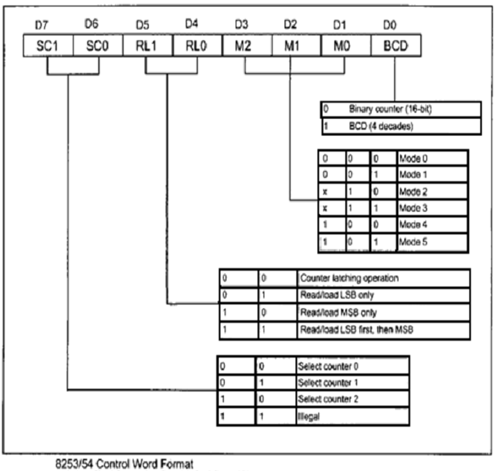 D7 D6 D5 D4 D3 D2 D1 D0
SC1 SC0 RL1 RL0 M2 M1 M0 BCD
0 Binary counter (16-bit)
1 BCD (4 decades)
0 0 0 Mode 0
0 0 1 Mode 1
x 1 0 Mode 2
x 1 1 Mode 3
1 0 0 Mode 4
1 0 1 Mode 5
0 0 Counter latching operation
0 1 Read/load LSB only
1 0 Read/load MSB only
1 1 Read/load LSB first, then MSB
0 0 Select counter 0
0 1 Select counter 1
1 0 Select counter 2
1 1 Illegal
8253/54 Control Word Format